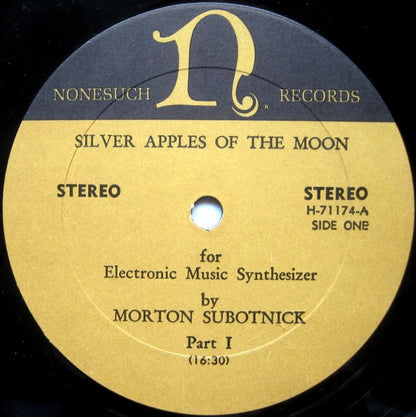 n
NONESUCH RECORDS
SILVER APPLES OF THE MOON
STEREO STEREO
H-71174-A
SIDE ONE
for
Electronic Music Synthesizer
by
MORTON SUBOTNICK
Part I
(16:30)